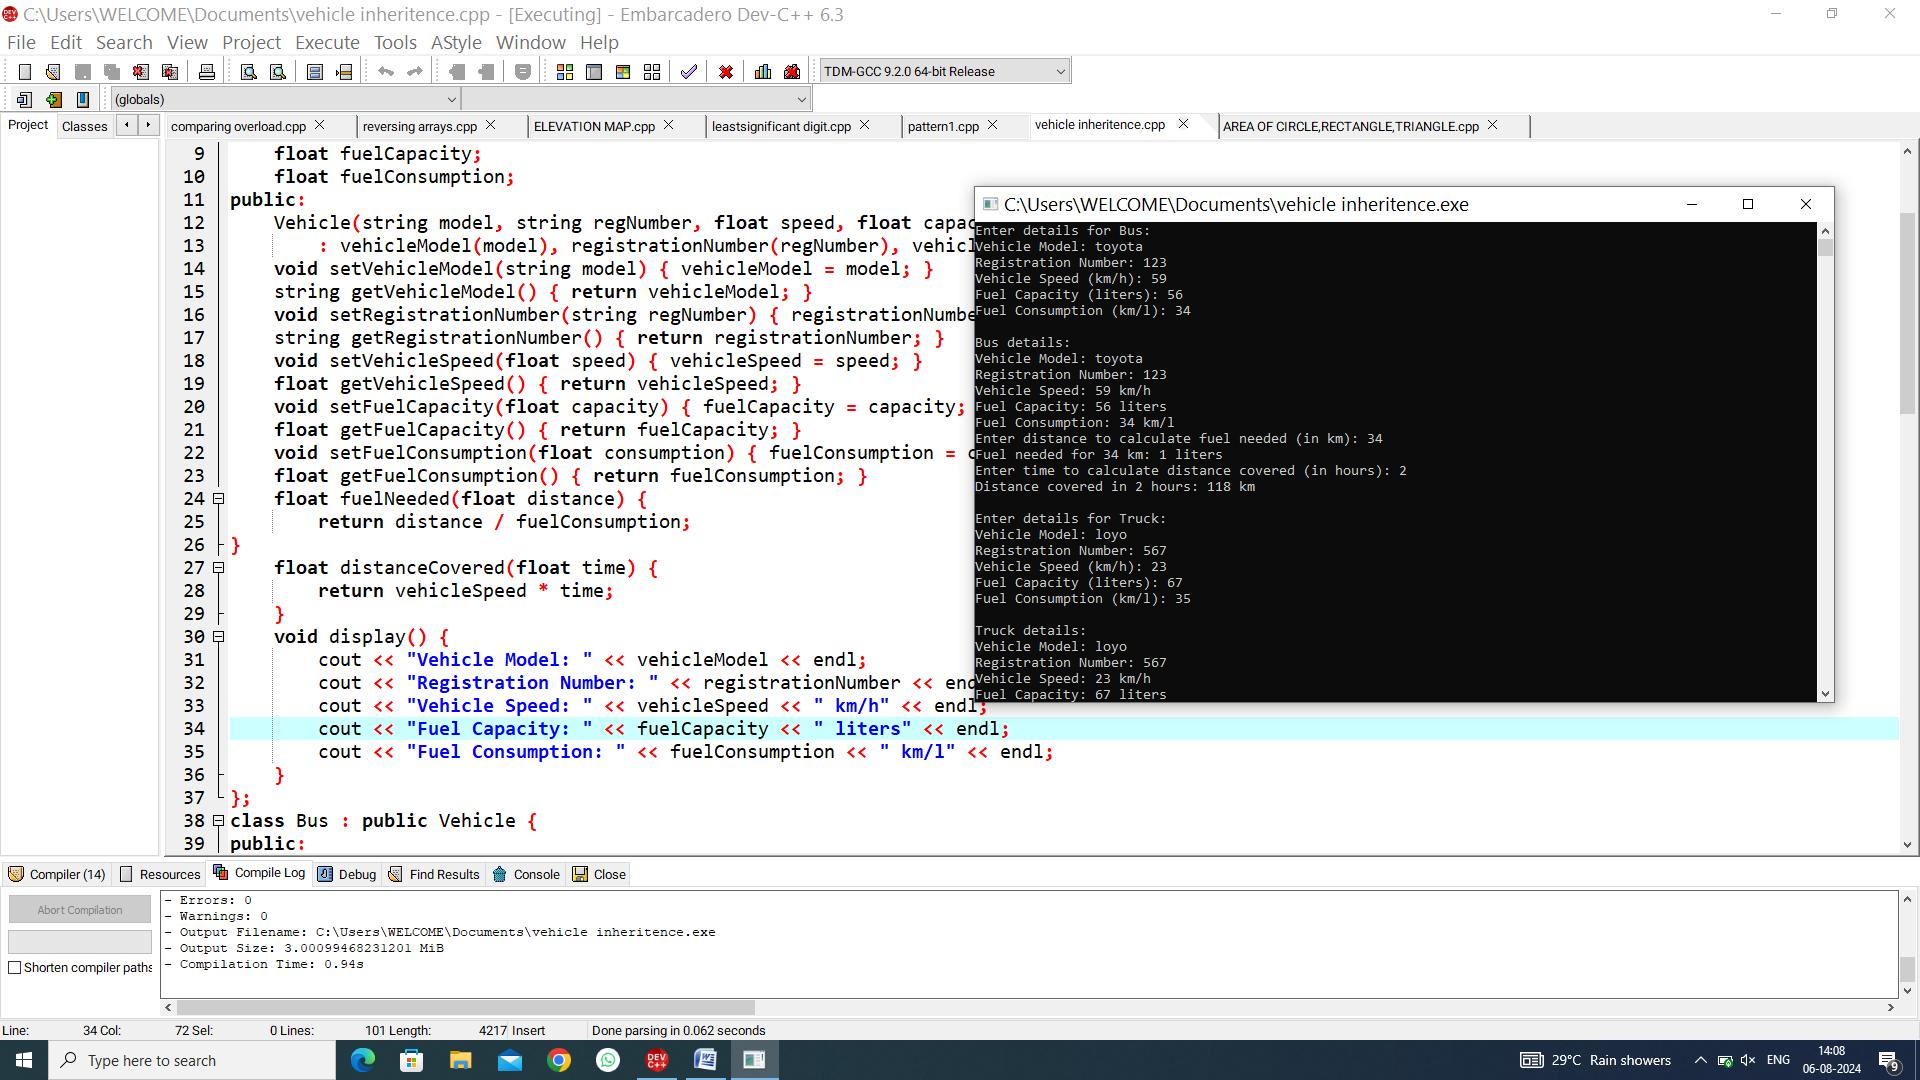 C:\Users\WELCOME\Documents\vehicle inheritence.cpp - [Executing] - Embarcadero Dev-C++ 6.3
File Edit Search View Project Execute Tools AStyle Window Help
TDM-GCC 9.2.0 64-bit Release
(globals)
Project Classes
comparing overload.cpp reversing arrays.cpp ELEVATION MAP.cpp leastsignificant digit.cpp pattern1.cpp vehicle inheritence.cpp AREA OF CIRCLE,RECTANGLE,TRIANGLE.cpp
9 float fuelCapacity;
10 float fuelConsumption;
11 public:
12 Vehicle(string model, string regNumber, float speed, float capac
13 : vehicleModel(model), registrationNumber(regNumber), vehicl
14 void setVehicleModel(string model) { vehicleModel = model; }
15 string getVehicleModel() { return vehicleModel; }
16 void setRegistrationNumber(string regNumber) { registrationNumbe
17 string getRegistrationNumber() { return registrationNumber; }
18 void setVehicleSpeed(float speed) { vehicleSpeed = speed; }
19 float getVehicleSpeed() { return vehicleSpeed; }
20 void setFuelCapacity(float capacity) { fuelCapacity = capacity;
21 float getFuelCapacity() { return fuelCapacity; }
22 void setFuelConsumption(float consumption) { fuelConsumption = c
23 float getFuelConsumption() { return fuelConsumption; }
24 float fuelNeeded(float distance) {
25 return distance / fuelConsumption;
26 }
27 float distanceCovered(float time) {
28 return vehicleSpeed * time;
29 }
30 void display() {
31 cout << "Vehicle Model: " << vehicleModel << endl;
32 cout << "Registration Number: " << registrationNumber << end
33 cout << "Vehicle Speed: " << vehicleSpeed << " km/h" << endl;
34 cout << "Fuel Capacity: " << fuelCapacity << " liters" << endl;
35 cout << "Fuel Consumption: " << fuelConsumption << " km/l" << endl;
36 }
37 };
38 class Bus : public Vehicle {
39 public:
C:\Users\WELCOME\Documents\vehicle inheritence.exe
Enter details for Bus:
Vehicle Model: toyota
Registration Number: 123
Vehicle Speed (km/h): 59
Fuel Capacity (liters): 56
Fuel Consumption (km/l): 34
Bus details:
Vehicle Model: toyota
Registration Number: 123
Vehicle Speed: 59 km/h
Fuel Capacity: 56 liters
Fuel Consumption: 34 km/l
Enter distance to calculate fuel needed (in km): 34
Fuel needed for 34 km: 1 liters
Enter time to calculate distance covered (in hours): 2
Distance covered in 2 hours: 118 km
Enter details for Truck:
Vehicle Model: loyo
Registration Number: 567
Vehicle Speed (km/h): 23
Fuel Capacity (liters): 67
Fuel Consumption (km/l): 35
Truck details:
Vehicle Model: loyo
Registration Number: 567
Vehicle Speed: 23 km/h
Fuel Capacity: 67 liters
Compiler (14) Resources Compile Log Debug Find Results Console Close
Abort Compilation
Shorten compiler paths
- Errors: 0
- Warnings: 0
- Output Filename: C:\Users\WELCOME\Documents\vehicle inheritence.exe
- Output Size: 3.00099468231201 MiB
- Compilation Time: 0.94s
Line: 34 Col: 72 Sel: 0 Lines: 101 Length: 4217 Insert Done parsing in 0.062 seconds
Type here to search
DEV C++
29°C Rain showers
ENG
14:08
06-08-2024
9